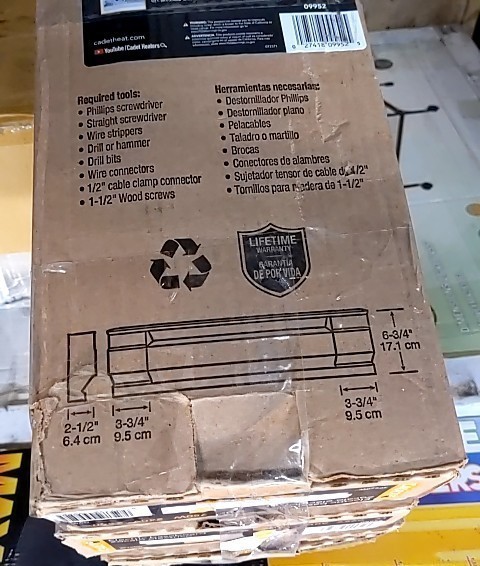 09952
cadetheat.com
YouTube/Cadet Heaters
8 27418 09952 9
Required tools:
• Phillips screwdriver
• Straight screwdriver
• Wire strippers
• Drill or hammer
• Drill bits
• Wire connectors
• 1/2" cable clamp connector
• 1-1/2" Wood screws
Herramientas necesarias:
• Destornillador Phillips
• Destornillador plano
• Pelacables
• Taladro o martillo
• Brocas
• Conectores de alambres
• Sujetador tensor de cable de 1/2"
• Tornillos para madera de 1-1/2"
LIFETIME
WARRANTY
GARANTÍA
DE POR VIDA
6-3/4"
17.1 cm
2-1/2"
6.4 cm
3-3/4"
9.5 cm
3-3/4"
9.5 cm